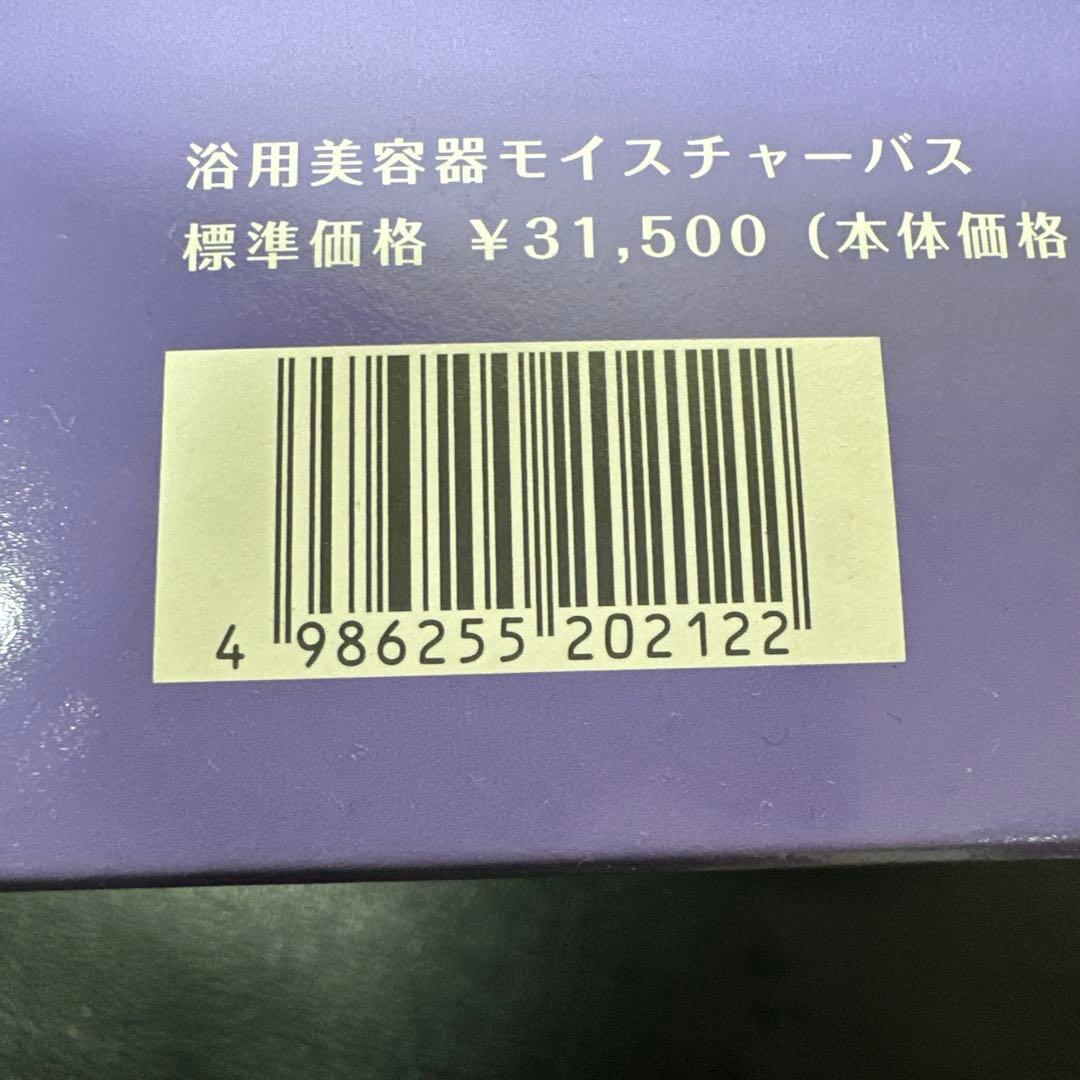 浴用美容器モイスチャーバス
標準価格 ¥31,500（本体価格
4 986255 202122